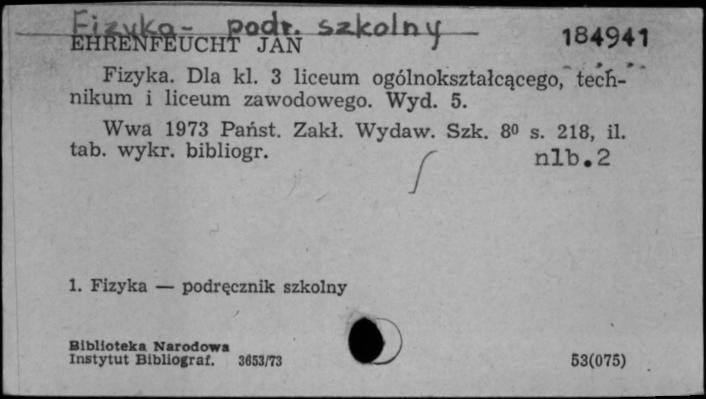 Fizyka - podr. szkolny
EHRENFEUCHT JAN 184941
Fizyka. Dla kl. 3 liceum ogólnokształcącego, tech-
nikum i liceum zawodowego. Wyd. 5.
Wwa 1973 Państ. Zakł. Wydaw. Szk. 8⁰ s. 218, il.
tab. wykr. bibliogr. nlb.2
1. Fizyka — podręcznik szkolny
Biblioteka Narodowa
Instytut Bibliograf. 3653/73 53(075)